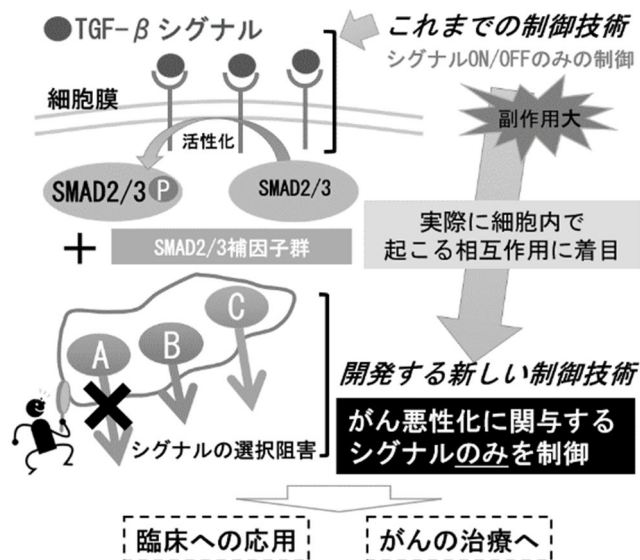 ●TGF-βシグナル
これまでの制御技術
シグナルON/OFFのみの制御
細胞膜
副作用大
活性化
SMAD2/3 P
SMAD2/3
+
SMAD2/3補因子群
実際に細胞内で
起こる相互作用に着目
A
B
C
シグナルの選択阻害
開発する新しい制御技術
がん悪性化に関与する
シグナルのみを制御
臨床への応用
がんの治療へ